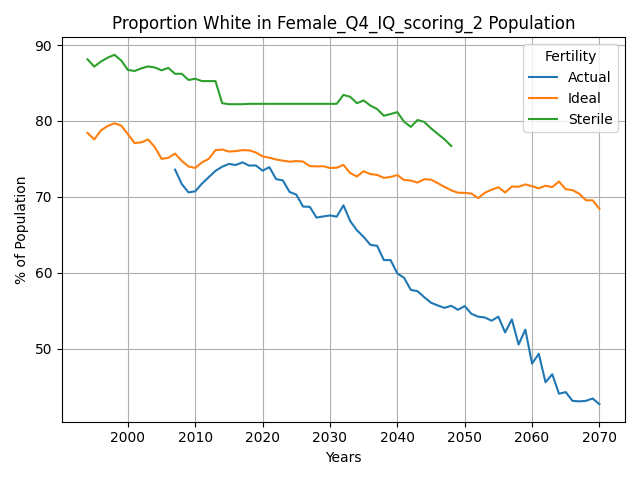 Proportion White in Female_Q4_IQ_scoring_2 Population
90
80
70
60
50
% of Population
Fertility
Actual
Ideal
Sterile
2000 2010 2020 2030 2040 2050 2060 2070
Years